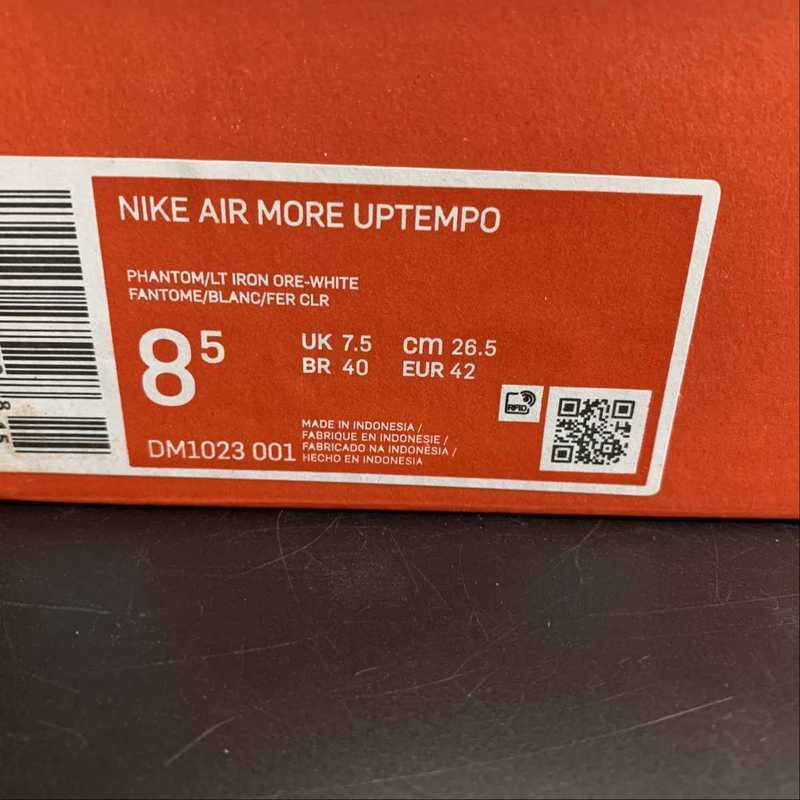 NIKE AIR MORE UPTEMPO
PHANTOM/LT IRON ORE-WHITE
FANTOME/BLANC/FER CLR
8 5
UK 7.5 cm 26.5
BR 40 EUR 42
RFID
MADE IN INDONESIA /
FABRIQUE EN INDONESIE /
FABRICADO NA INDONÉSIA /
HECHO EN INDONESIA
DM1023 001